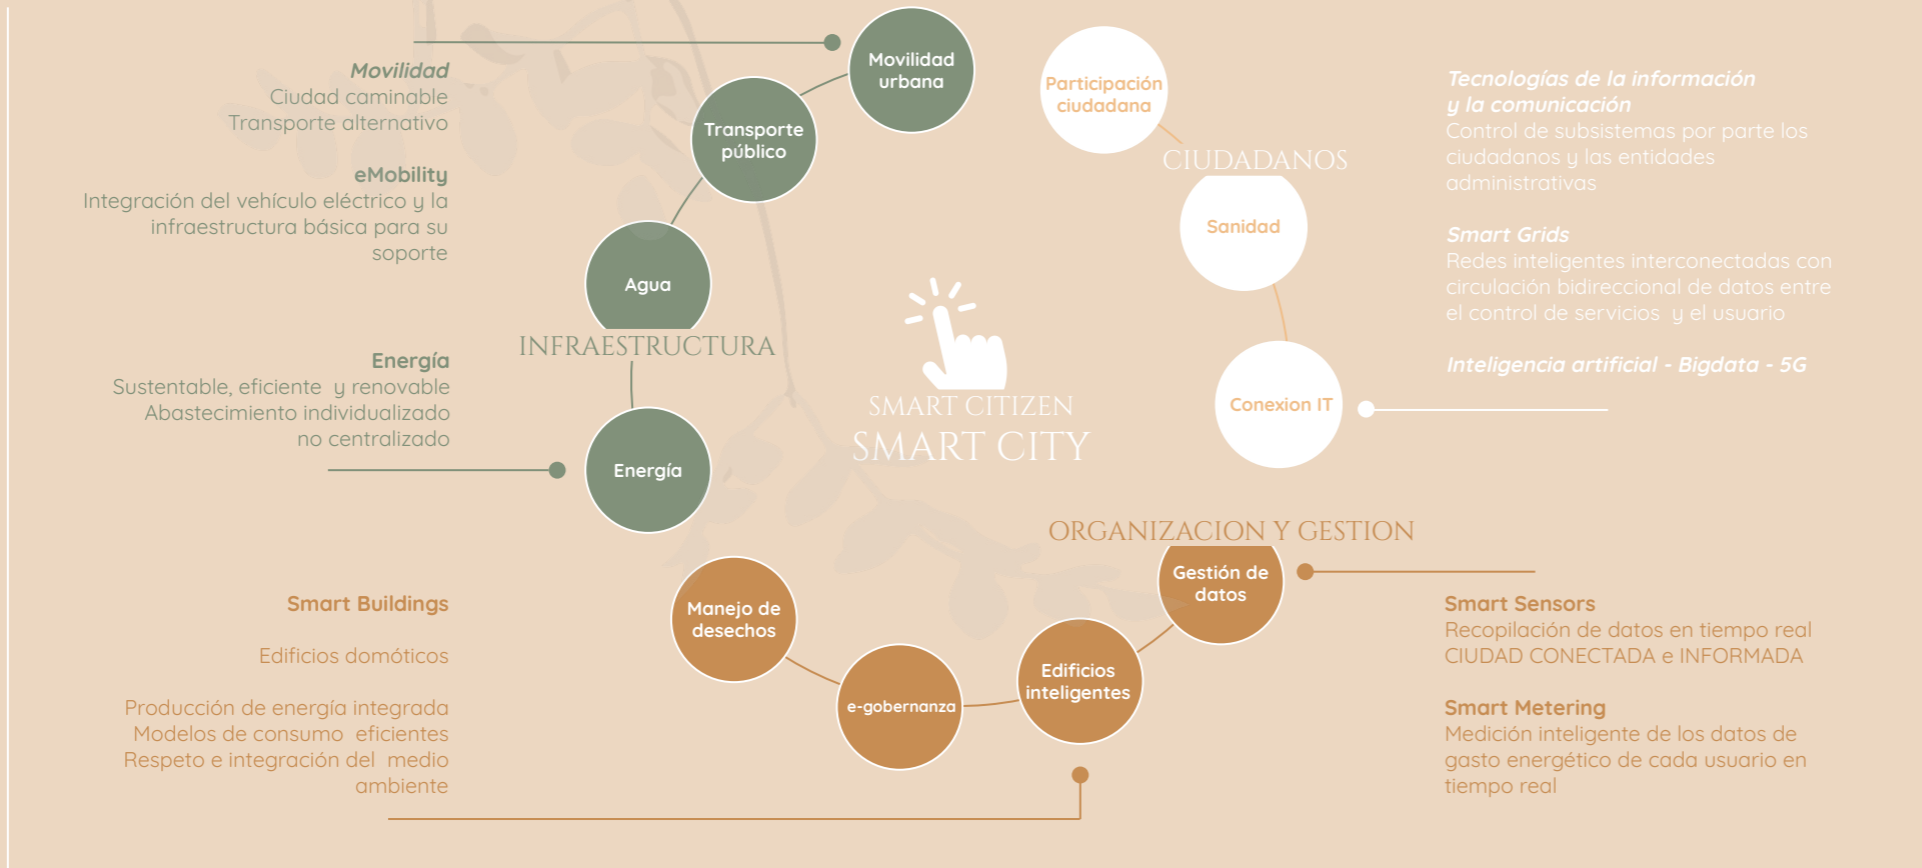 Movilidad
Ciudad caminable
Transporte alternativo
eMobility
Integración del vehículo eléctrico y la
infraestructura básica para su
soporte
Energía
Sustentable, eficiente y renovable
Abastecimiento individualizado
no centralizado
Movilidad
urbana
Transporte
público
Agua
INFRAESTRUCTURA
Energía
Participación
ciudadana
CIUDADANOS
Sanidad
Conexion IT
SMART CITIZEN
SMART CITY
Tecnologías de la información
y la comunicación
Control de subsistemas por parte los
ciudadanos y las entidades
administrativas
Smart Grids
Redes inteligentes interconectadas con
circulación bidireccional de datos entre
el control de servicios y el usuario
Inteligencia artificial - Bigdata - 5G
Smart Buildings
Edificios domóticos
Producción de energía integrada
Modelos de consumo eficientes
Respeto e integración del medio
ambiente
Manejo de
desechos
e-gobernanza
Edificios
inteligentes
ORGANIZACION Y GESTION
Gestión de
datos
Smart Sensors
Recopilación de datos en tiempo real
CIUDAD CONECTADA e INFORMADA
Smart Metering
Medición inteligente de los datos de
gasto energético de cada usuario en
tiempo real